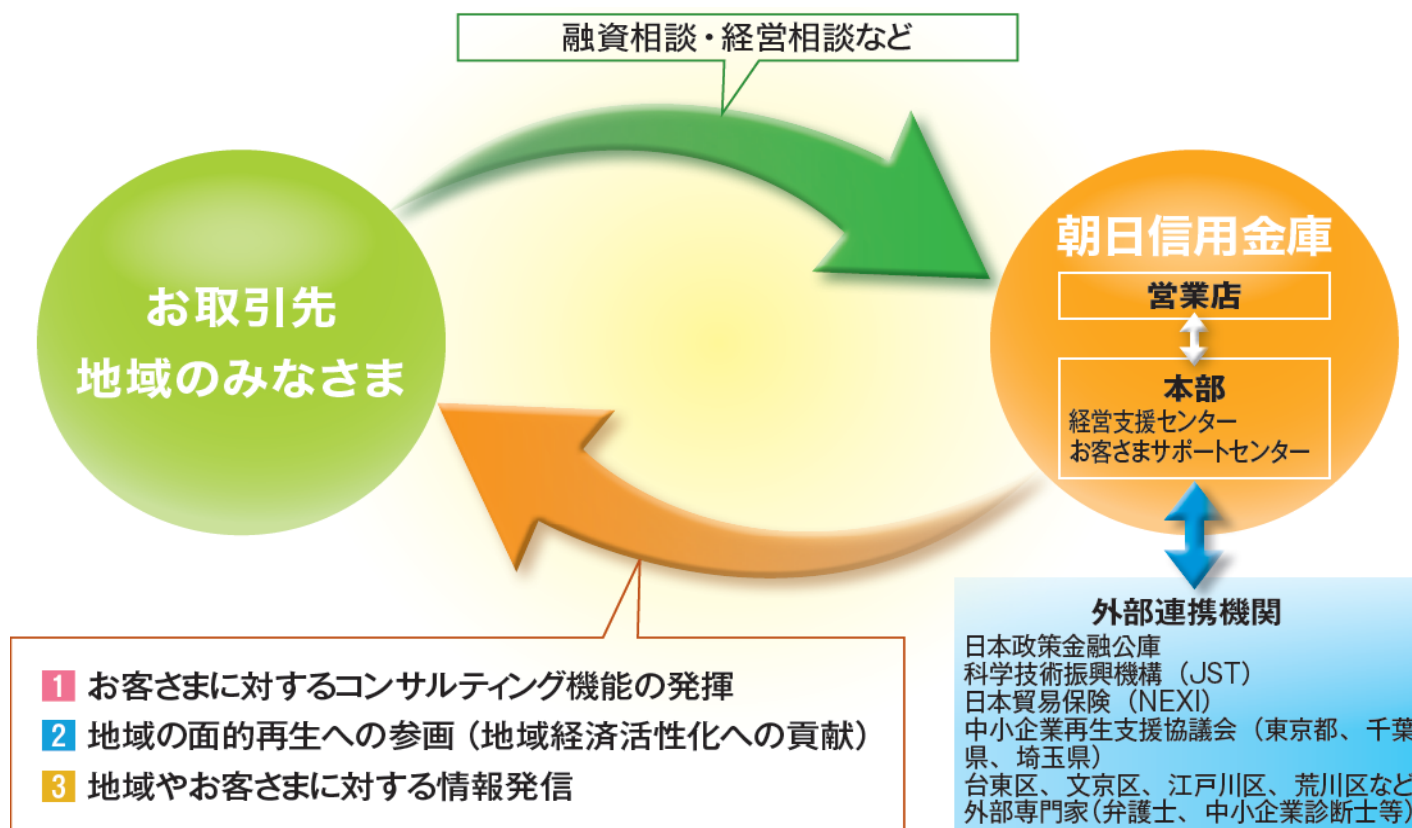 融資相談・経営相談など
お取引先
地域のみなさま
朝日信用金庫
営業店
本部
経営支援センター
お客さまサポートセンター
外部連携機関
日本政策金融公庫
科学技術振興機構（JST）
日本貿易保険（NEXI）
中小企業再生支援協議会（東京都、千葉
県、埼玉県）
台東区、文京区、江戸川区、荒川区など
外部専門家（弁護士、中小企業診断士等）
1 お客さまに対するコンサルティング機能の発揮
2 地域の面的再生への参画（地域経済活性化への貢献）
3 地域やお客さまに対する情報発信